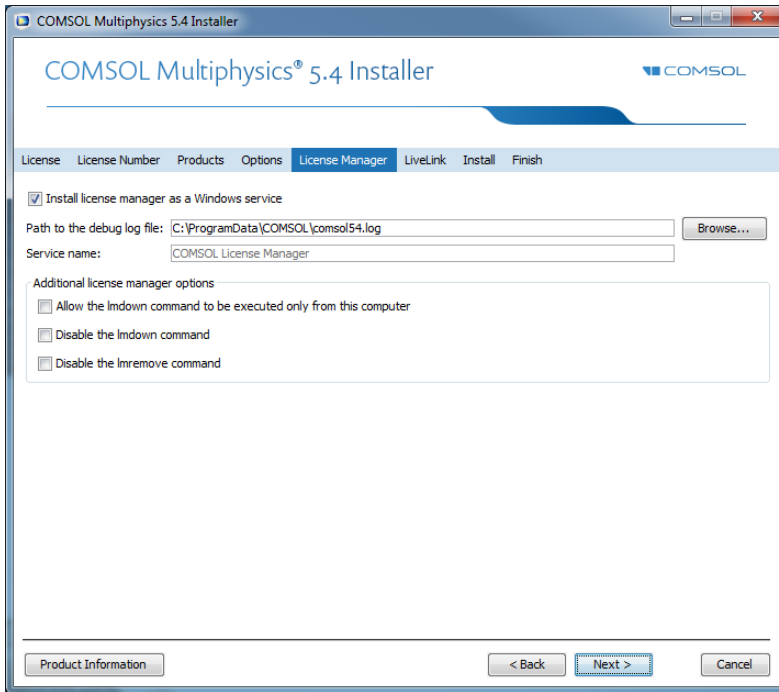 COMSOL Multiphysics 5.4 Installer
COMSOL Multiphysics® 5.4 Installer
COMSOL
License License Number Products Options License Manager LiveLink Install Finish
Install license manager as a Windows service
Path to the debug log file: C:\ProgramData\COMSOL\comsol54.log Browse...
Service name: COMSOL License Manager
Additional license manager options
Allow the lmdown command to be executed only from this computer
Disable the lmdown command
Disable the lmremove command
Product Information < Back Next > Cancel